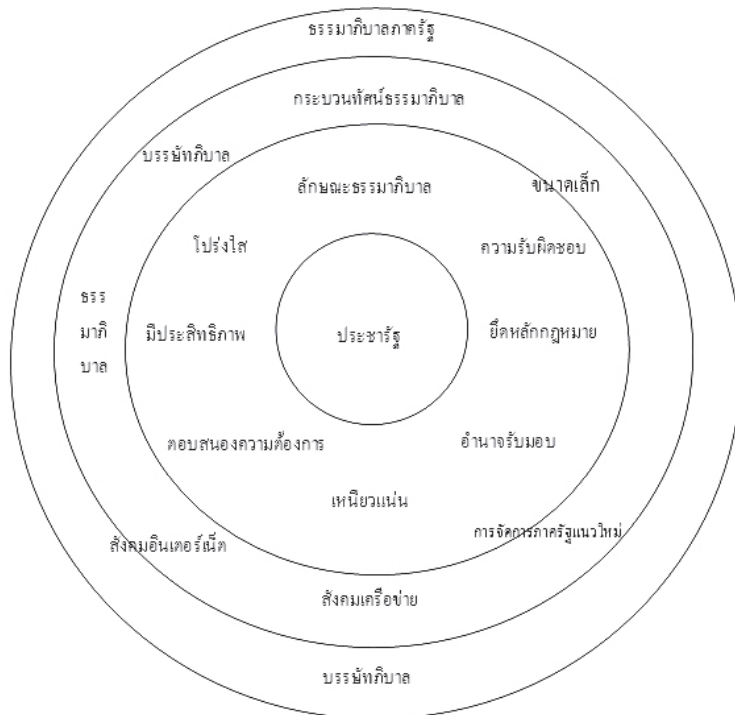 ธรรมาภิบาลภาครัฐ
กระบวนทัศน์ธรรมาภิบาล
บรรษัทภิบาล
ลักษณะธรรมาภิบาล
ขนาดเล็ก
โปร่งใส
ความรับผิดชอบ
ธรร
มาภิ
บาล
มีประสิทธิภาพ
ประชารัฐ
ยึดหลักกฎหมาย
ตอบสนองความต้องการ
อำนาจรับมอบ
เหนียวแน่น
การจัดการภาครัฐแนวใหม่
สังคมอินเตอร์เน็ต
สังคมเครือข่าย
บรรษัทภิบาล